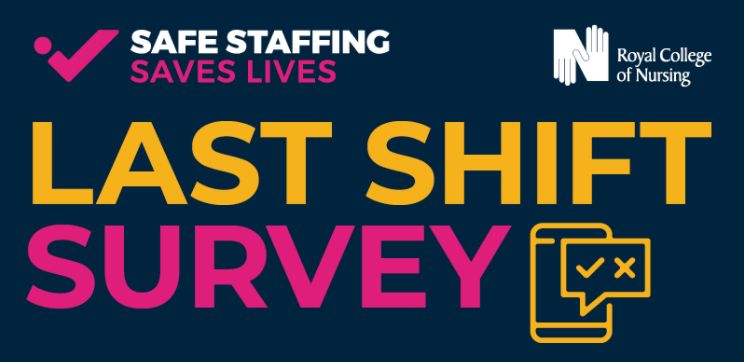 SAFE STAFFING
SAVES LIVES
Royal College
of Nursing
LAST SHIFT
SURVEY